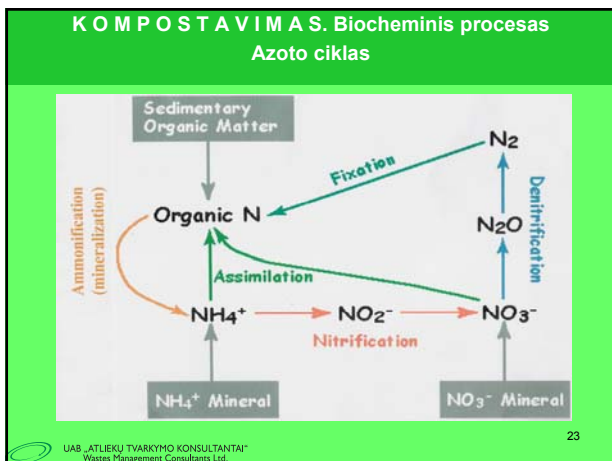 K O M P O S T A V I M A S. Biocheminis procesas
Azoto ciklas
Sedimentary
Organic Matter
N₂
Fixation
Denitrification
Ammonification
(mineralization)
Organic N
N₂O
Assimilation
NH₄⁺
NO₂⁻
NO₃⁻
Nitrification
NH₄⁺ Mineral
NO₃⁻ Mineral
23
UAB „ATLIEKŲ TVARKYMO KONSULTANTAI“
Wastes Management Consultants Ltd.